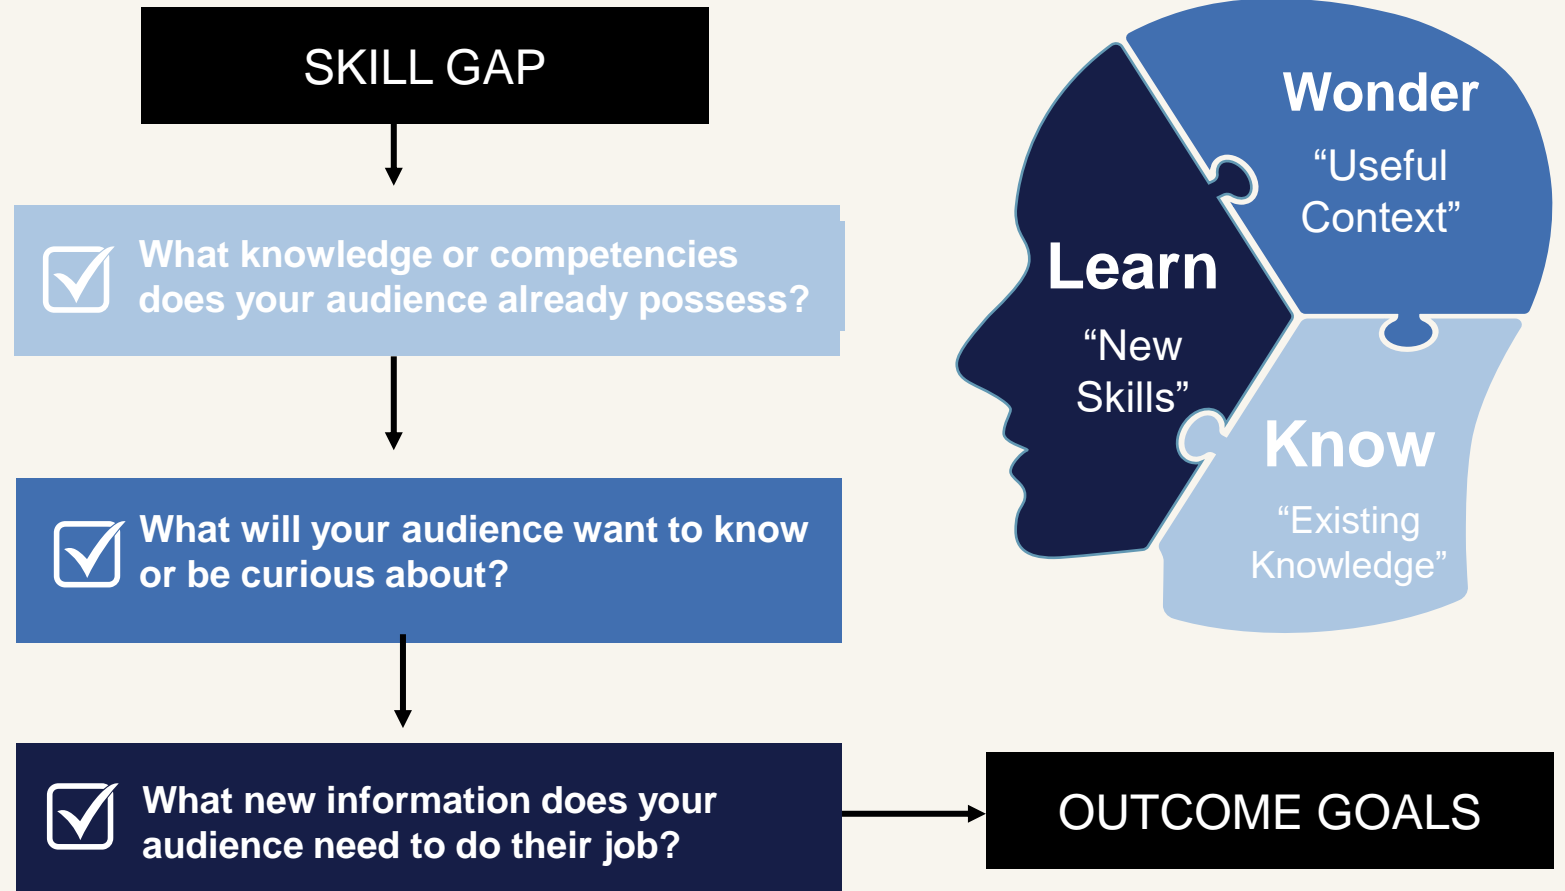 SKILL GAP
What knowledge or competencies
does your audience already possess?
What will your audience want to know
or be curious about?
What new information does your
audience need to do their job?
OUTCOME GOALS
Wonder
“Useful
Context”
Learn
“New
Skills”
Know
“Existing
Knowledge”